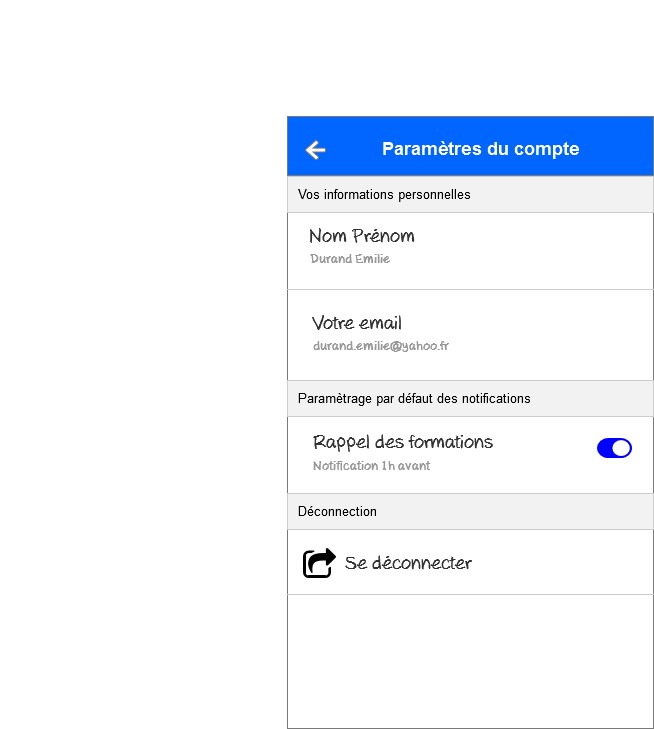 Paramètres du compte
Vos informations personnelles
Nom Prénom
Durand Emilie
Votre email
durand.emilie@yahoo.fr
Paramètrage par défaut des notifications
Rappel des formations
Notification 1h avant
Déconnection
Se déconnecter